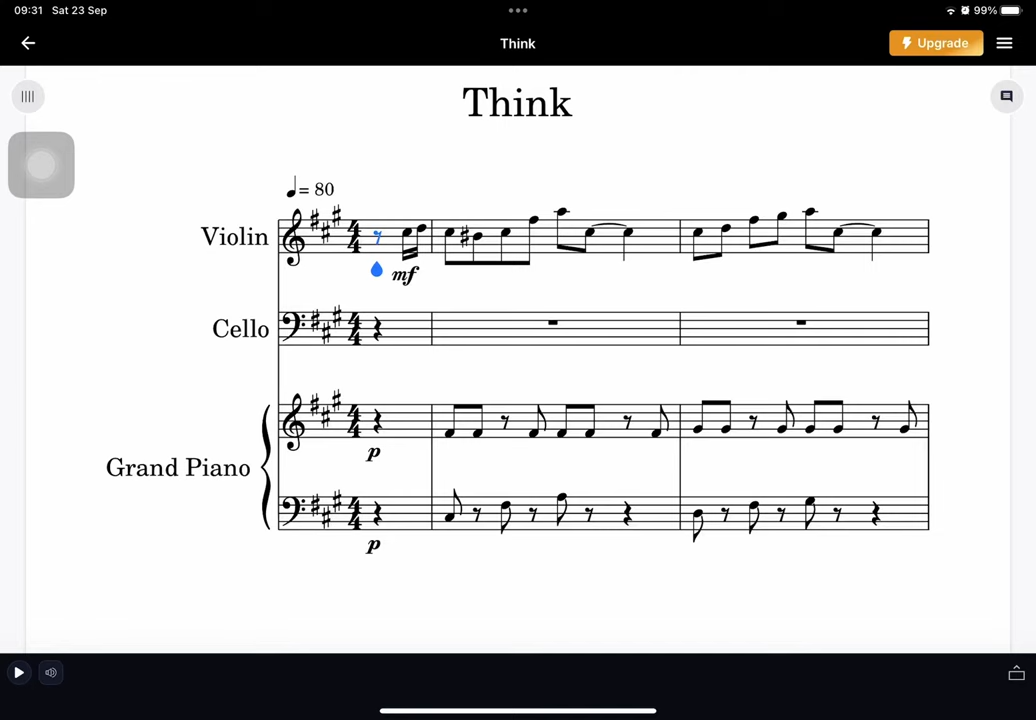 09:31 Sat 23 Sep
99%
Think
Upgrade
Think
= 80
Violin
mf
Cello
Grand Piano
p
p